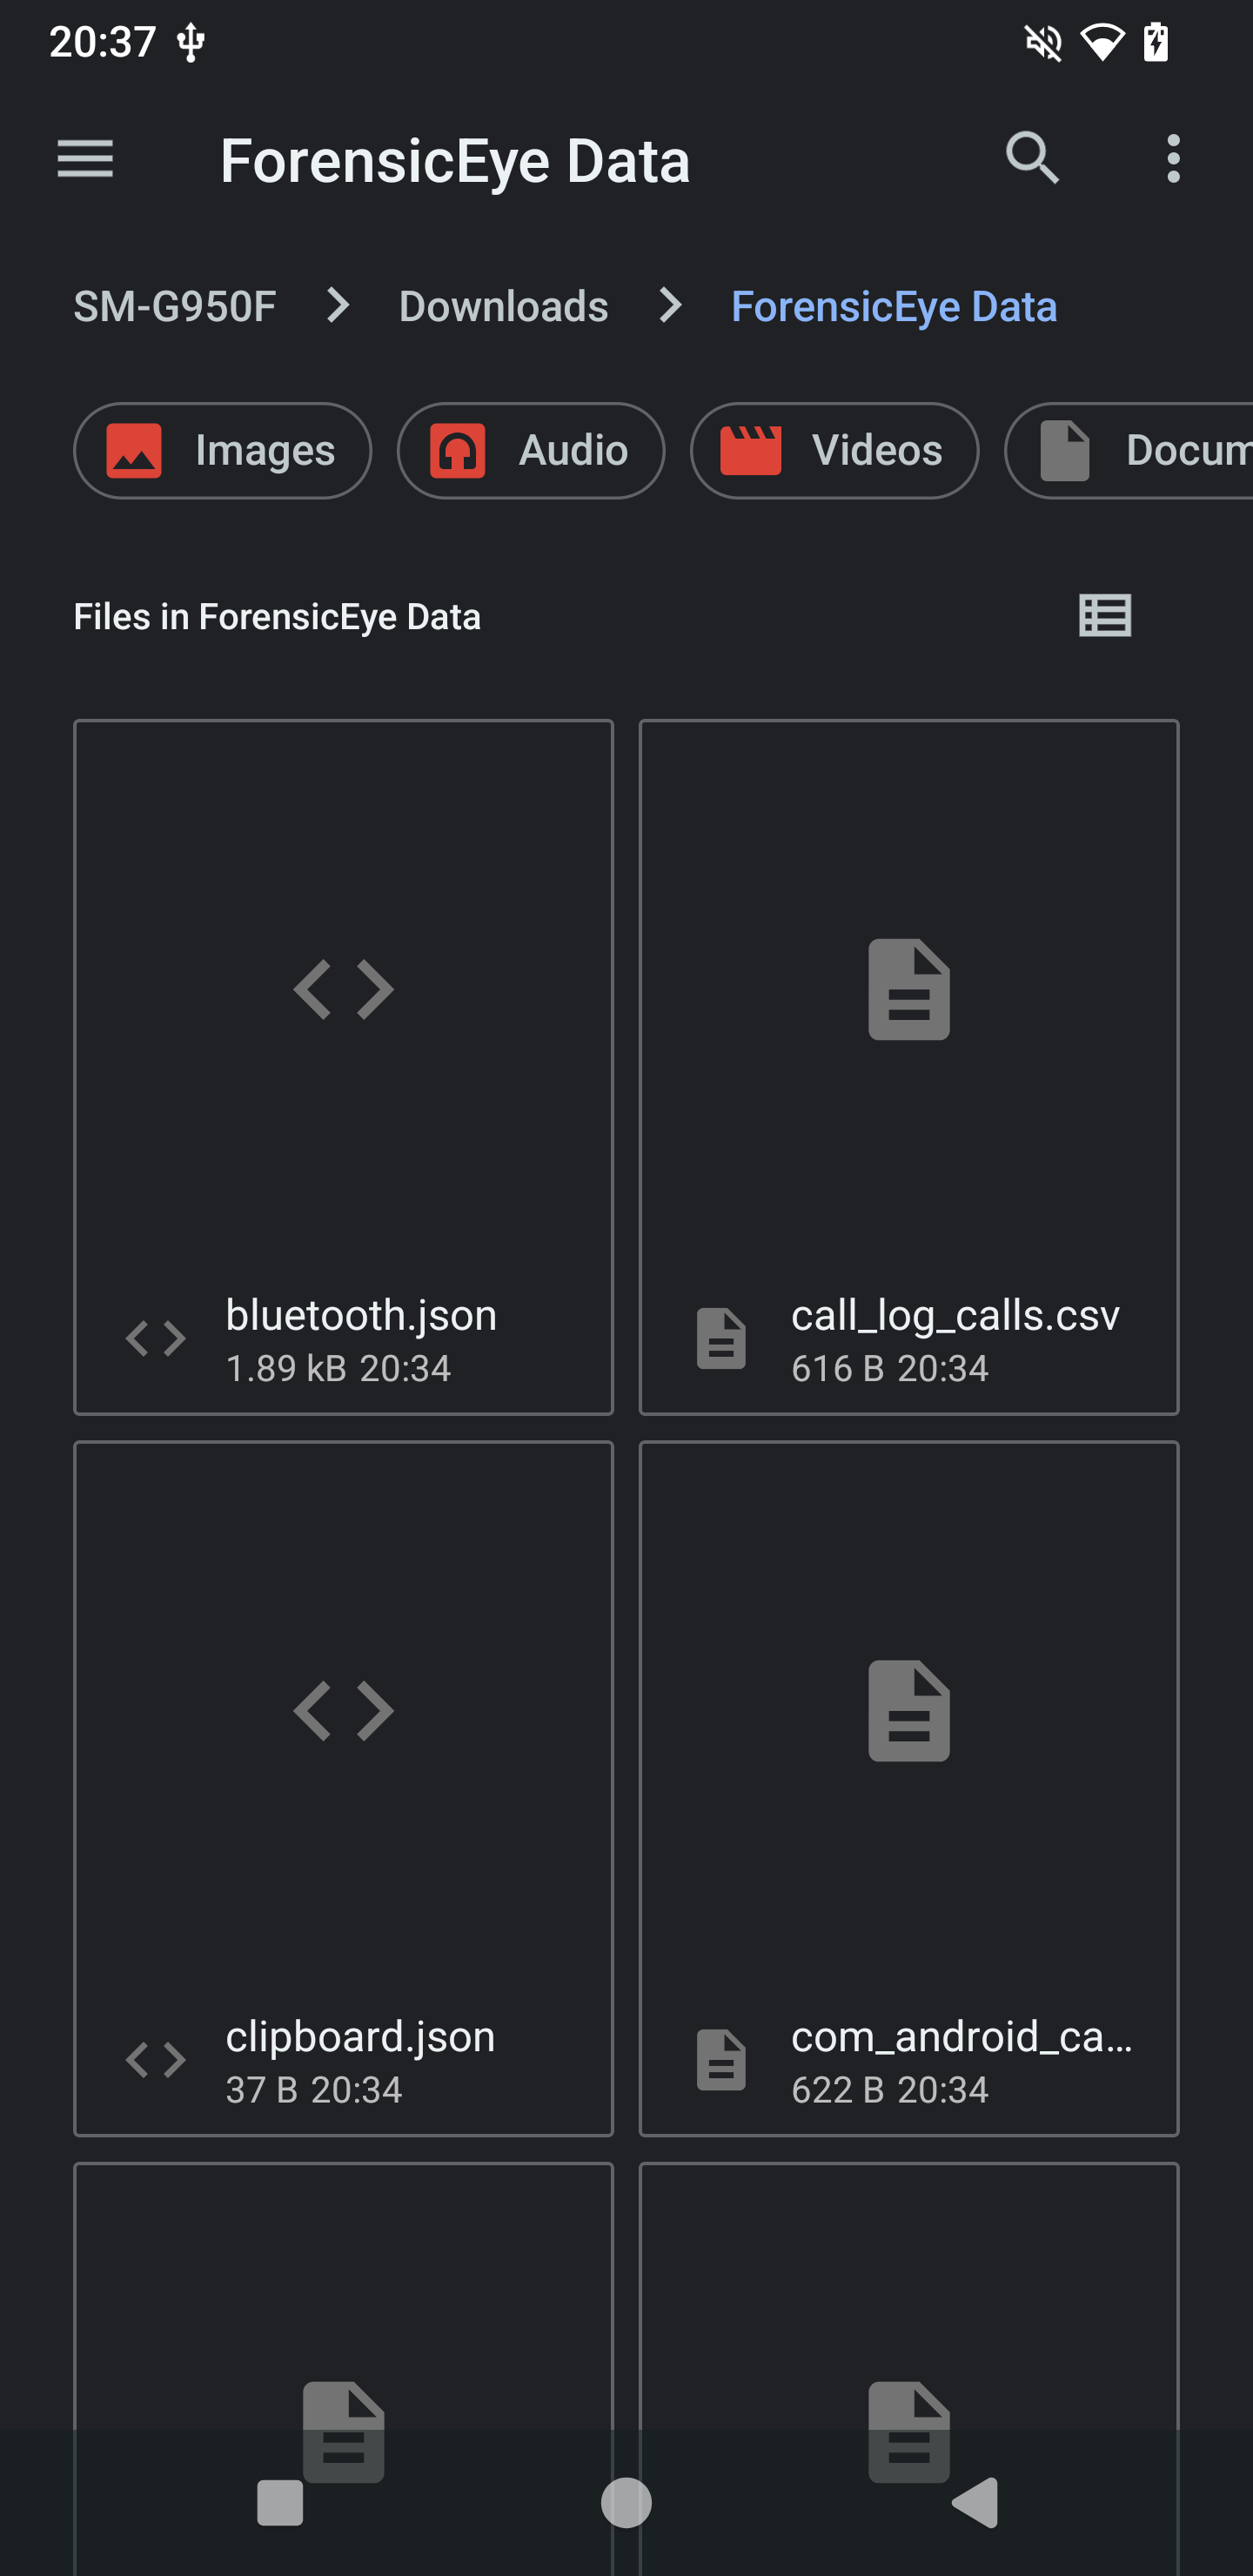 20:37
ForensicEye Data
SM-G950F Downloads ForensicEye Data
Images Audio Videos Docum
Files in ForensicEye Data
bluetooth.json
1.89 kB 20:34
call_log_calls.csv
616 B 20:34
clipboard.json
37 B 20:34
com_android_ca...
622 B 20:34